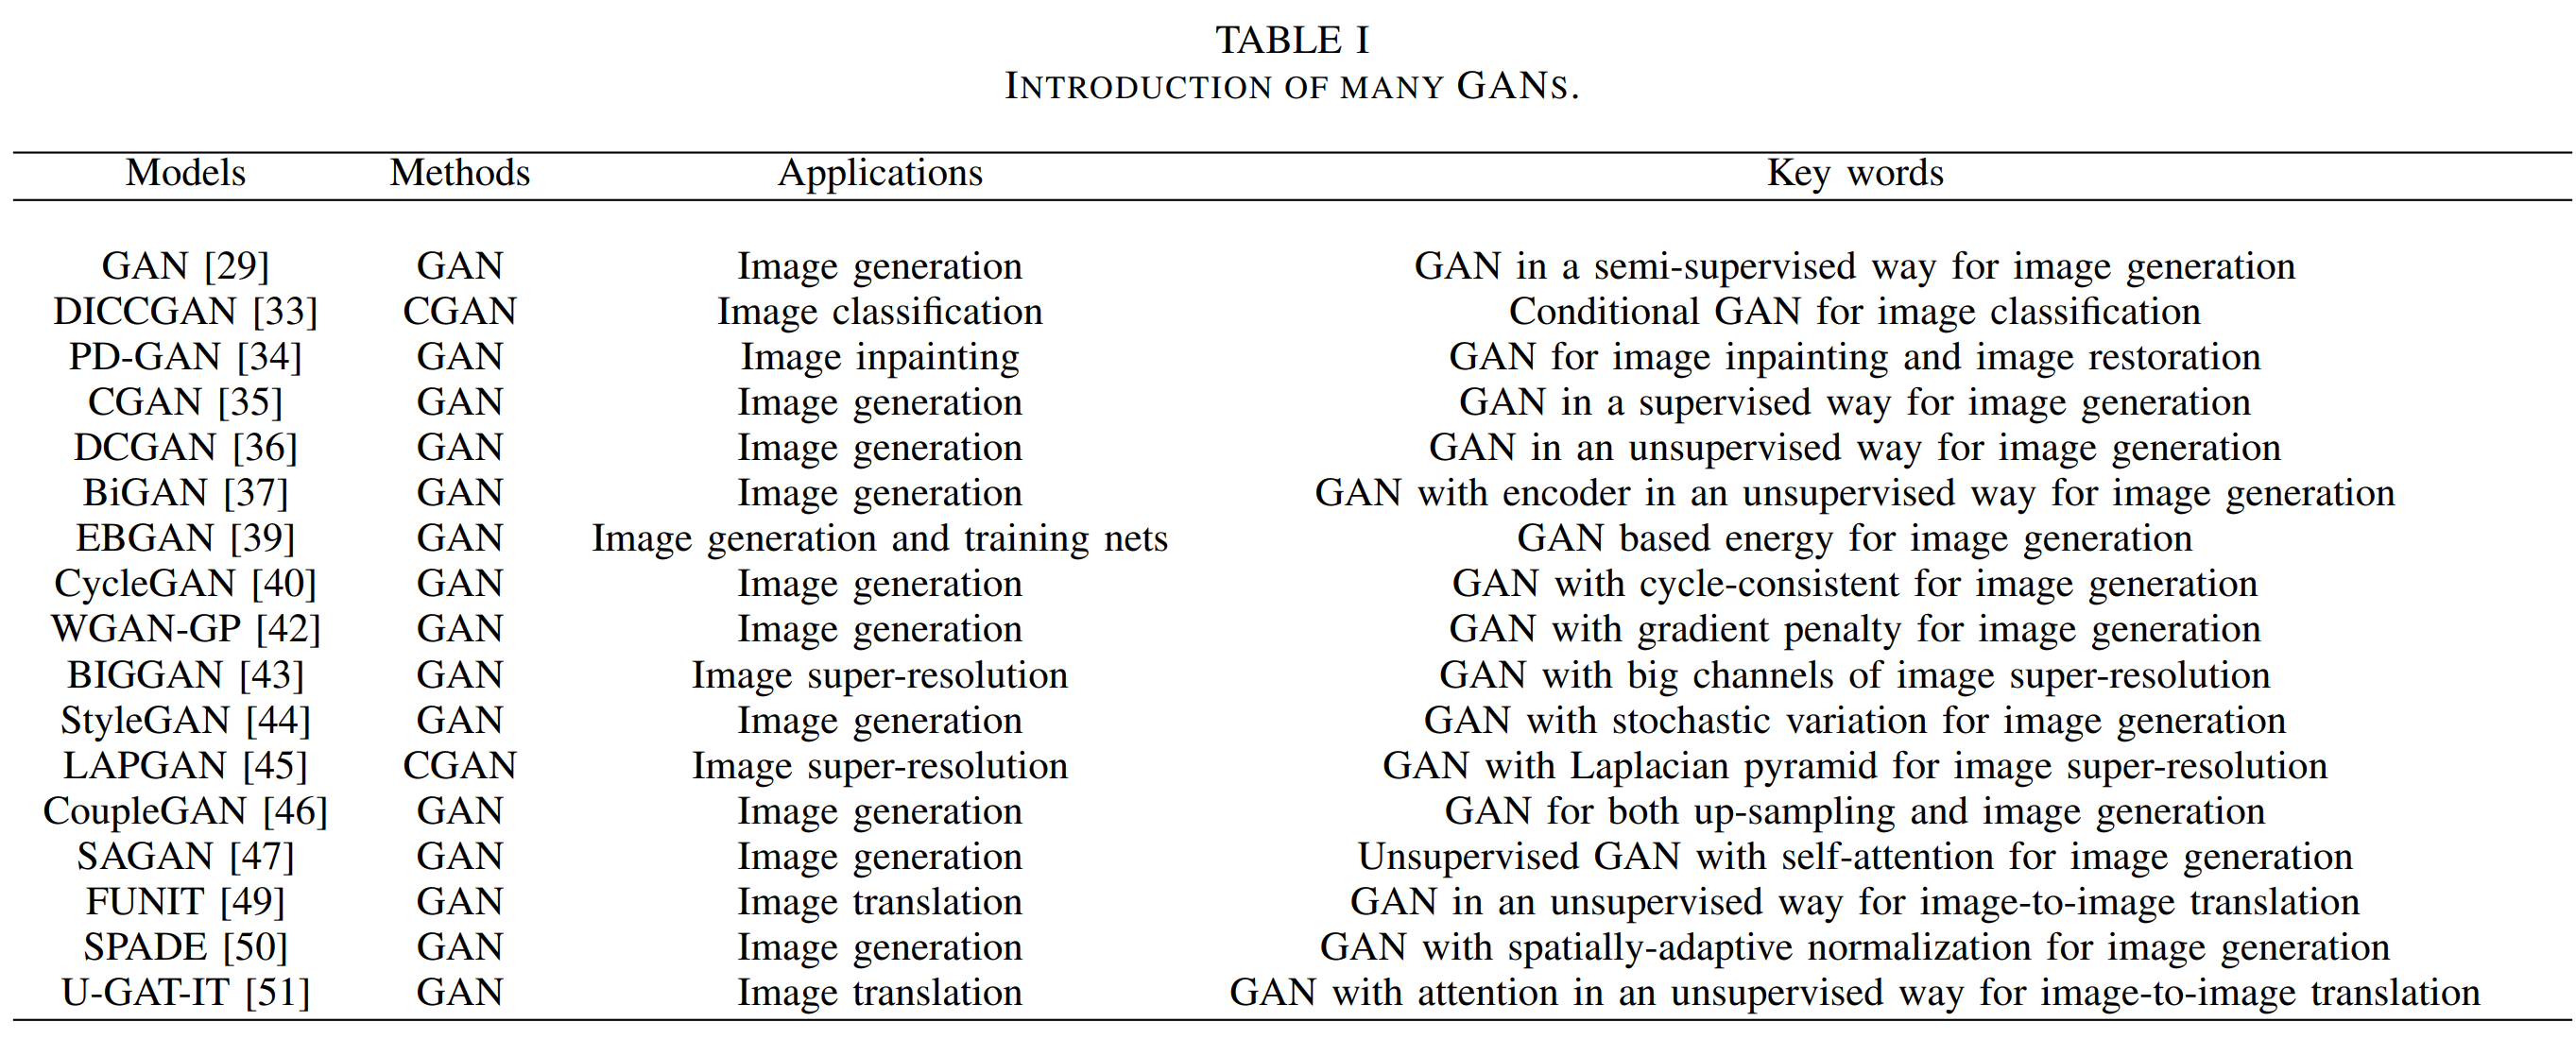 TABLE I
INTRODUCTION OF MANY GANS.
Models Methods Applications Key words
GAN [29] GAN Image generation GAN in a semi-supervised way for image generation
DICCGAN [33] CGAN Image classification Conditional GAN for image classification
PD-GAN [34] GAN Image inpainting GAN for image inpainting and image restoration
CGAN [35] GAN Image generation GAN in a supervised way for image generation
DCGAN [36] GAN Image generation GAN in an unsupervised way for image generation
BiGAN [37] GAN Image generation GAN with encoder in an unsupervised way for image generation
EBGAN [39] GAN Image generation and training nets GAN based energy for image generation
CycleGAN [40] GAN Image generation GAN with cycle-consistent for image generation
WGAN-GP [42] GAN Image generation GAN with gradient penalty for image generation
BIGGAN [43] GAN Image super-resolution GAN with big channels of image super-resolution
StyleGAN [44] GAN Image generation GAN with stochastic variation for image generation
LAPGAN [45] CGAN Image super-resolution GAN with Laplacian pyramid for image super-resolution
CoupleGAN [46] GAN Image generation GAN for both up-sampling and image generation
SAGAN [47] GAN Image generation Unsupervised GAN with self-attention for image generation
FUNIT [49] GAN Image translation GAN in an unsupervised way for image-to-image translation
SPADE [50] GAN Image generation GAN with spatially-adaptive normalization for image generation
U-GAT-IT [51] GAN Image translation GAN with attention in an unsupervised way for image-to-image translation